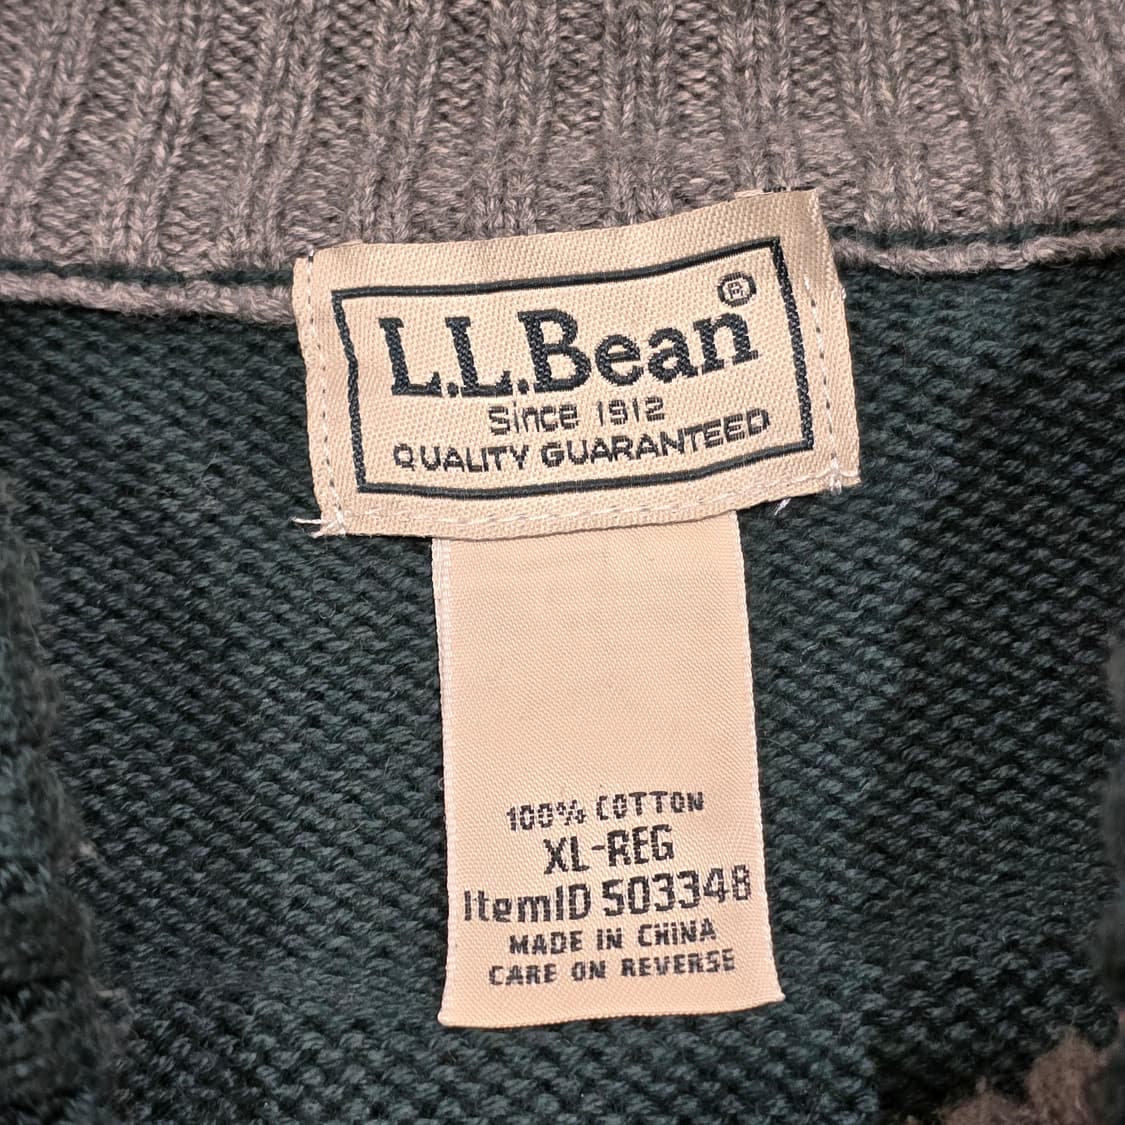 L.L.Bean®
Since 1912
QUALITY GUARANTEED
100% COTTON
XL-REG
ItemID 503348
MADE IN CHINA
CARE ON REVERSE